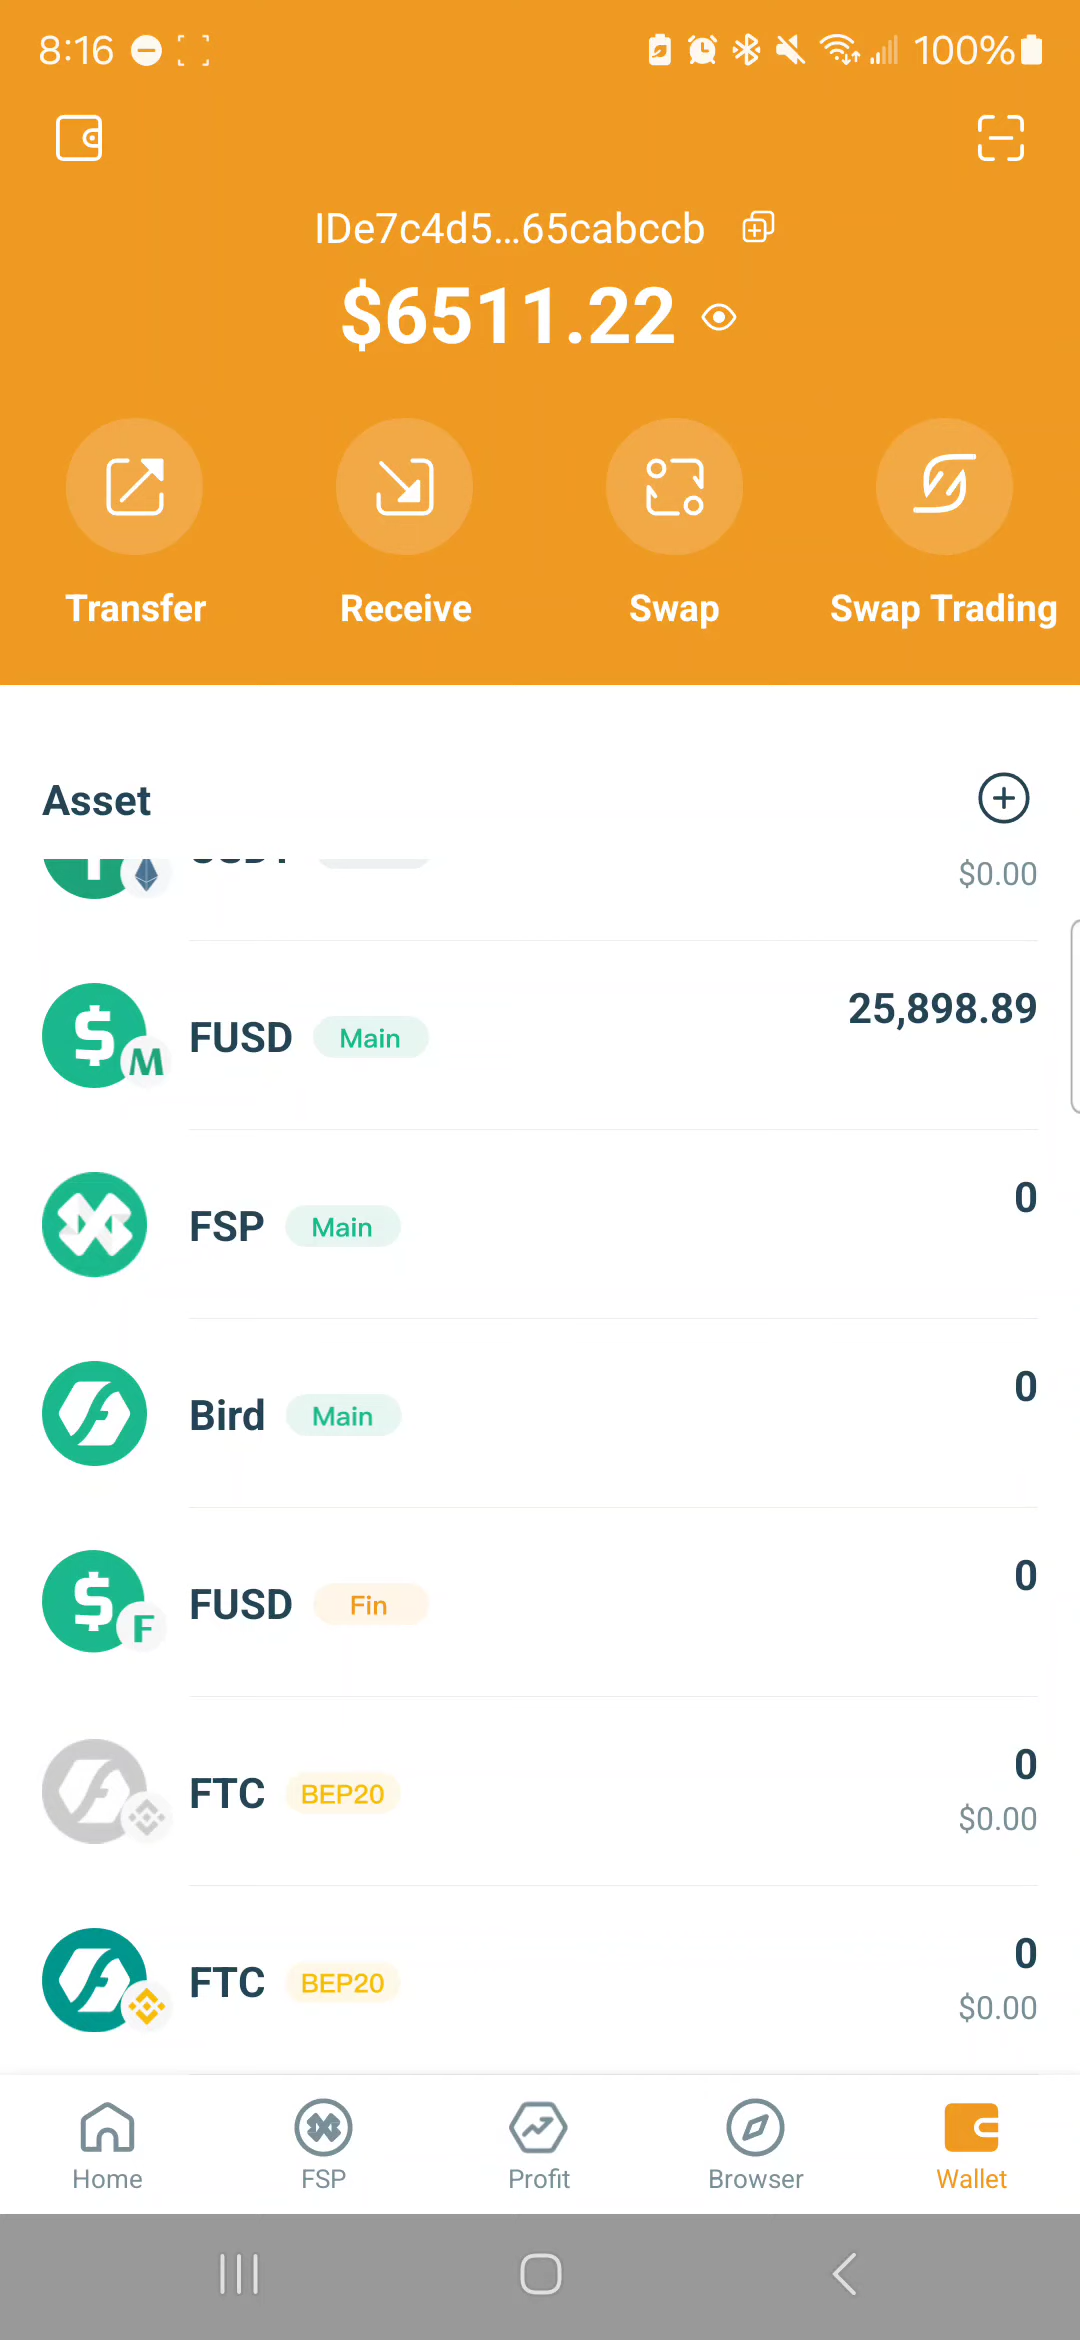 8:16
100%
IDe7c4d5...65cabccb
$6511.22
Transfer
Receive
Swap
Swap Trading
Asset
$0.00
25,898.89
FUSD Main
M
0
FSP Main
0
Bird Main
0
FUSD Fin
F
0
FTC BEP20
$0.00
0
FTC BEP20
$0.00
Home
FSP
Profit
Browser
Wallet